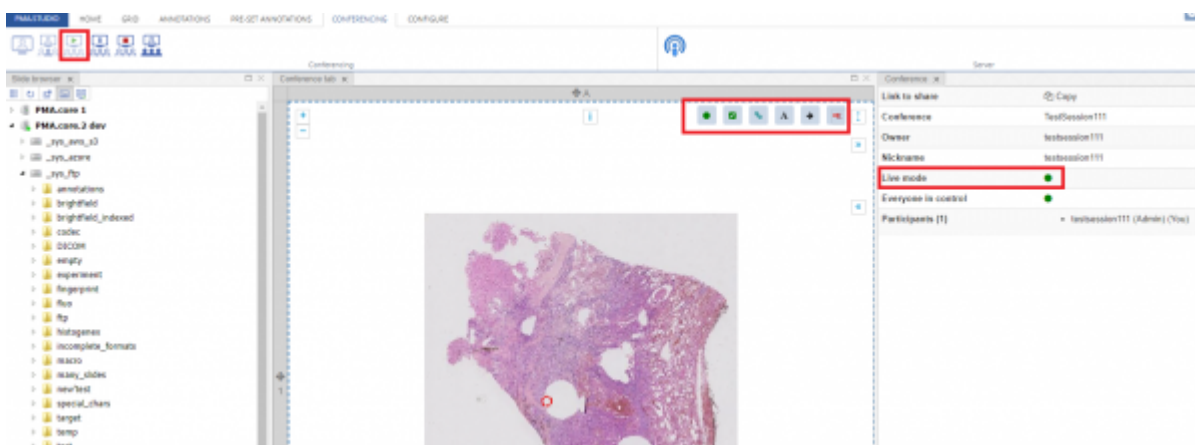 PMA.STUDIO HOME GRID ANNOTATIONS PRE-SET ANNOTATIONS CONFERENCING CONFIGURE
Conferencing Server
Slide browser x Conference tab x Conference x
PMA.core 1
PMA.core.2 dev
_sys_aws_s3
_sys_azure
_sys_ftp
annotations
brightfield
brightfield_indexed
codec
DICOM
empty
experiment
fingerprint
fluo
ftp
histogenes
incomplete_formats
macro
many_slides
newTest
special_chars
target
temp
test
A
1
+
-
i
A
Link to share Copy
Conference TestSession111
Owner testsession111
Nickname testsession111
Live mode
Everyone in control
Participants (1) testsession111 (Admin) (You)